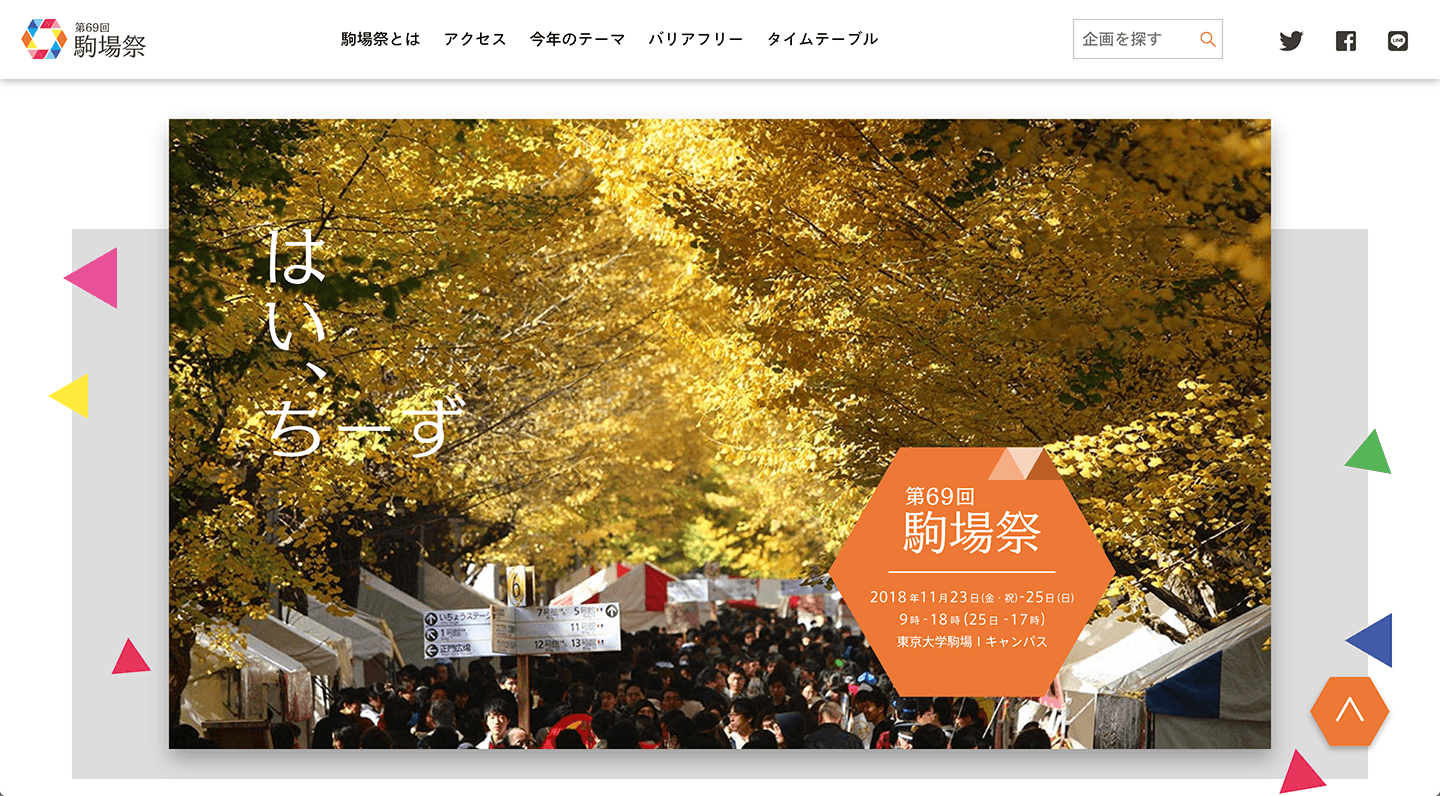 第69回
駒場祭
駒場祭とは
アクセス
今年のテーマ
バリアフリー
タイムテーブル
企画を探す
LINE
はい、
ちーず
6
いちょうステージ
1号館
正門広場
7号館
5号館
11号館
12号館
13号館
第69回
駒場祭
2018年11月23日(金・祝)-25日(日)
9時-18時(25日-17時)
東京大学駒場Iキャンパス